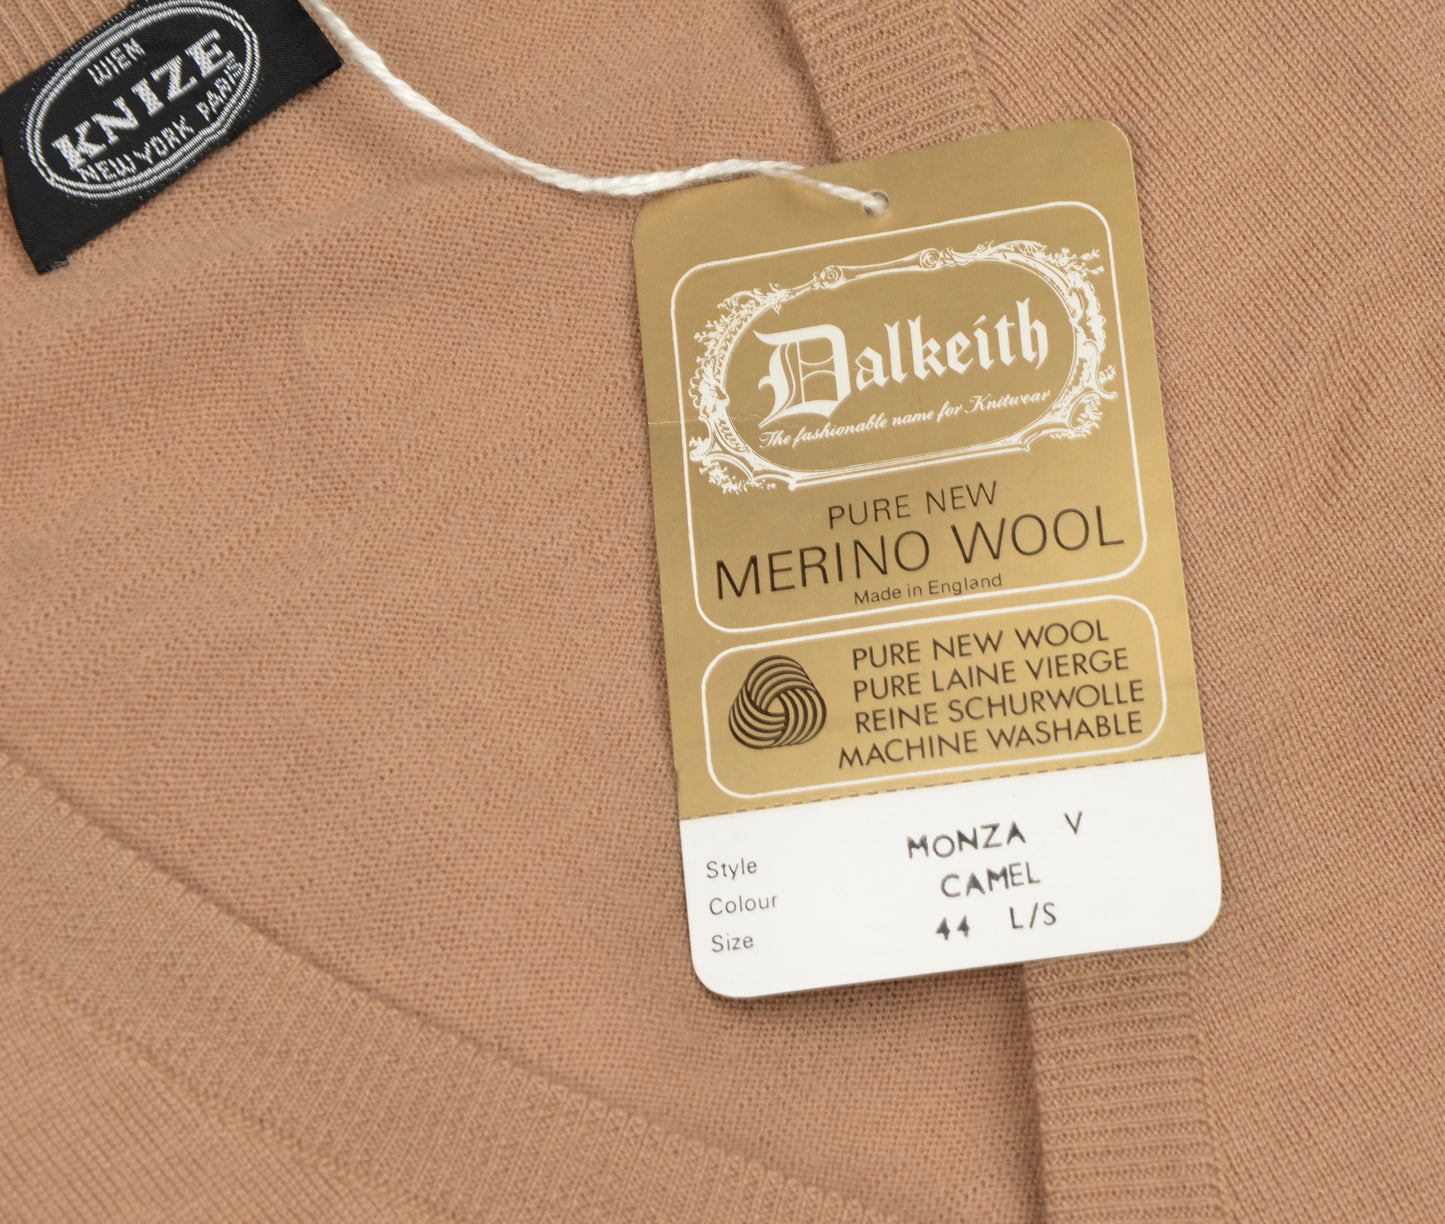 WIEN
KNIZE
NEW YORK PARIS
Dalkeith
The fashionable name for Knitwear
PURE NEW
MERINO WOOL
Made in England
PURE NEW WOOL
PURE LAINE VIERGE
REINE SCHURWOLLE
MACHINE WASHABLE
Style MONZA V
Colour CAMEL
Size 44 L/S